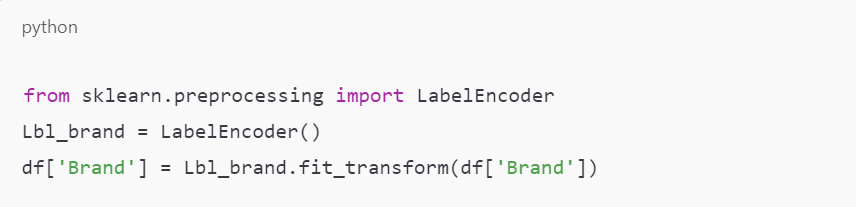 python
from sklearn.preprocessing import LabelEncoder
Lbl_brand = LabelEncoder()
df['Brand'] = Lbl_brand.fit_transform(df['Brand'])